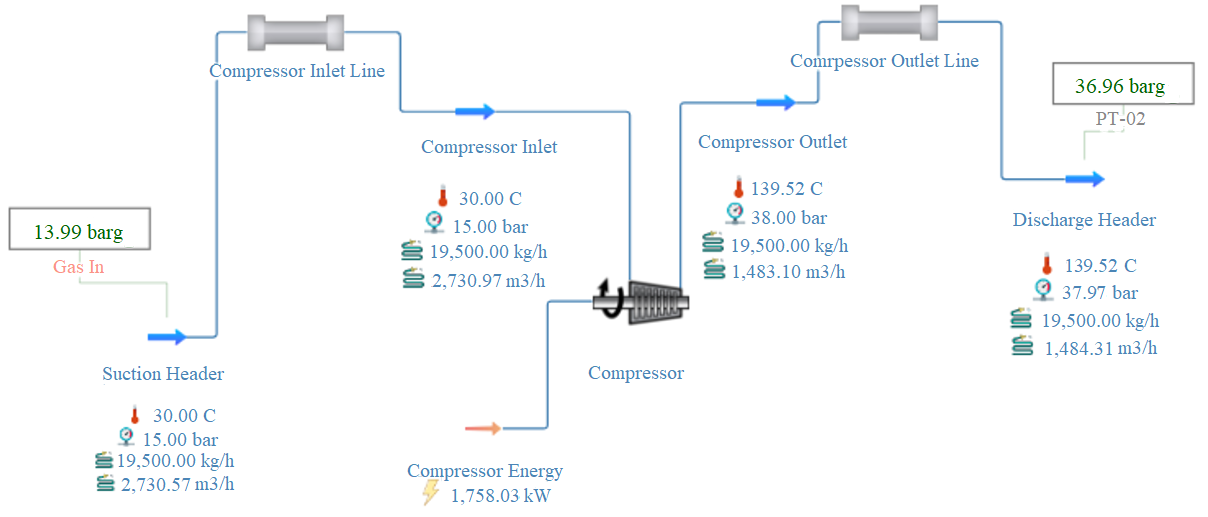 Compressor Inlet Line
Comrpessor Outlet Line
36.96 barg
PT-02
Compressor Inlet
30.00 C
15.00 bar
19,500.00 kg/h
2,730.97 m3/h
Compressor Outlet
139.52 C
38.00 bar
19,500.00 kg/h
1,483.10 m3/h
13.99 barg
Gas In
Discharge Header
139.52 C
37.97 bar
19,500.00 kg/h
1,484.31 m3/h
Suction Header
30.00 C
15.00 bar
19,500.00 kg/h
2,730.57 m3/h
Compressor
Compressor Energy
1,758.03 kW